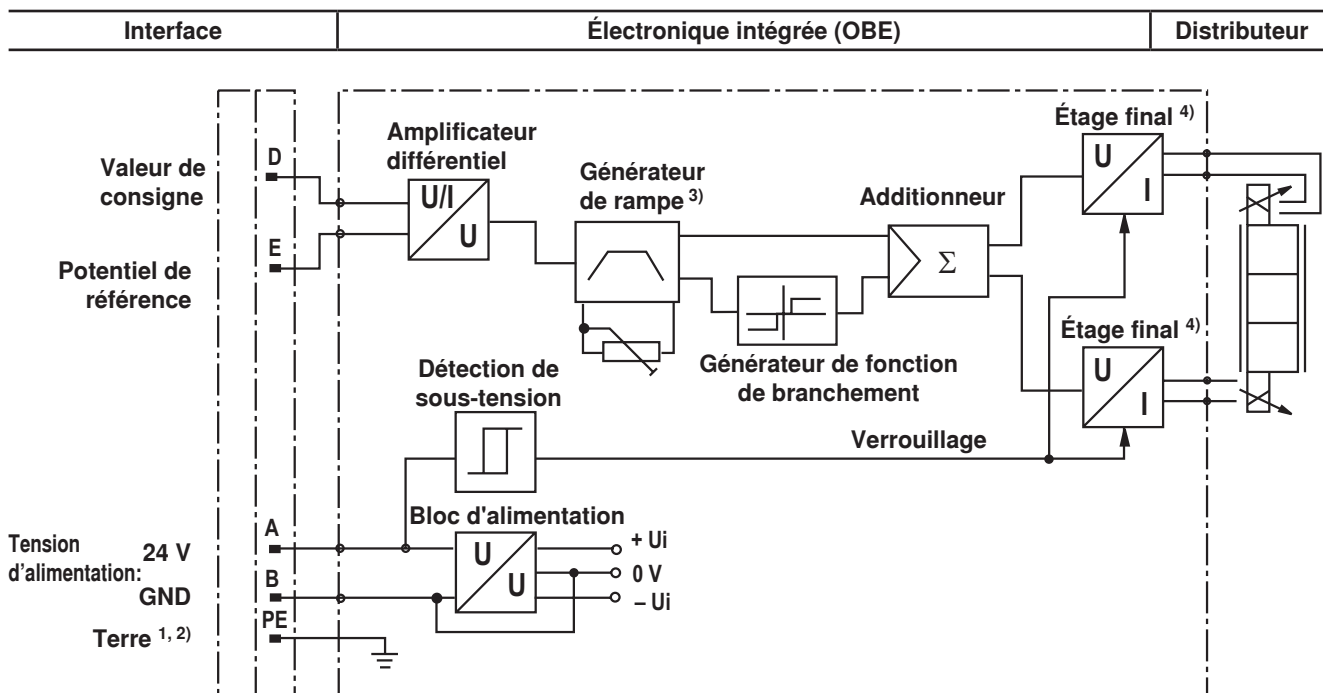 Interface
Électronique intégrée (OBE)
Distributeur
Amplificateur
différentiel
Étage final 4)
D
Valeur de
consigne
U/I
U
Générateur
de rampe 3)
Additionneur
U
I
E
Potentiel de
référence
Σ
Étage final 4)
Générateur de fonction
de branchement
U
I
Détection de
sous-tension
Verrouillage
Bloc d'alimentation
Tension
d'alimentation:
24 V
A
U
U
+ Ui
0 V
– Ui
GND
B
Terre 1, 2)
PE